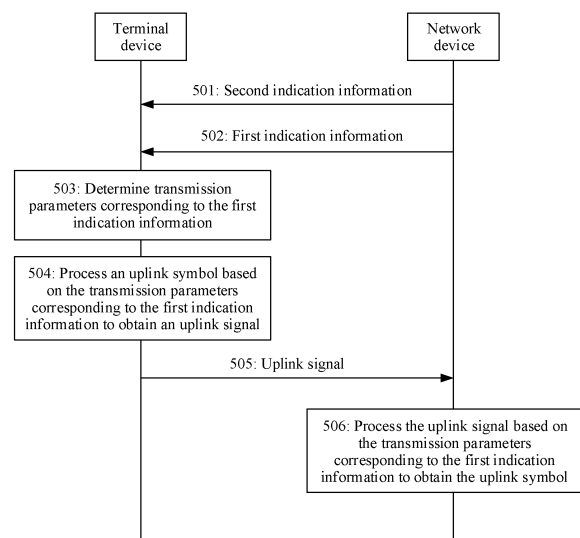 Terminal
device
Network
device
501: Second indication information
502: First indication information
503: Determine transmission
parameters corresponding to the first
indication information
504: Process an uplink symbol based
on the transmission parameters
corresponding to the first indication
information to obtain an uplink signal
505: Uplink signal
506: Process the uplink signal based on
the transmission parameters
corresponding to the first indication
information to obtain the uplink symbol